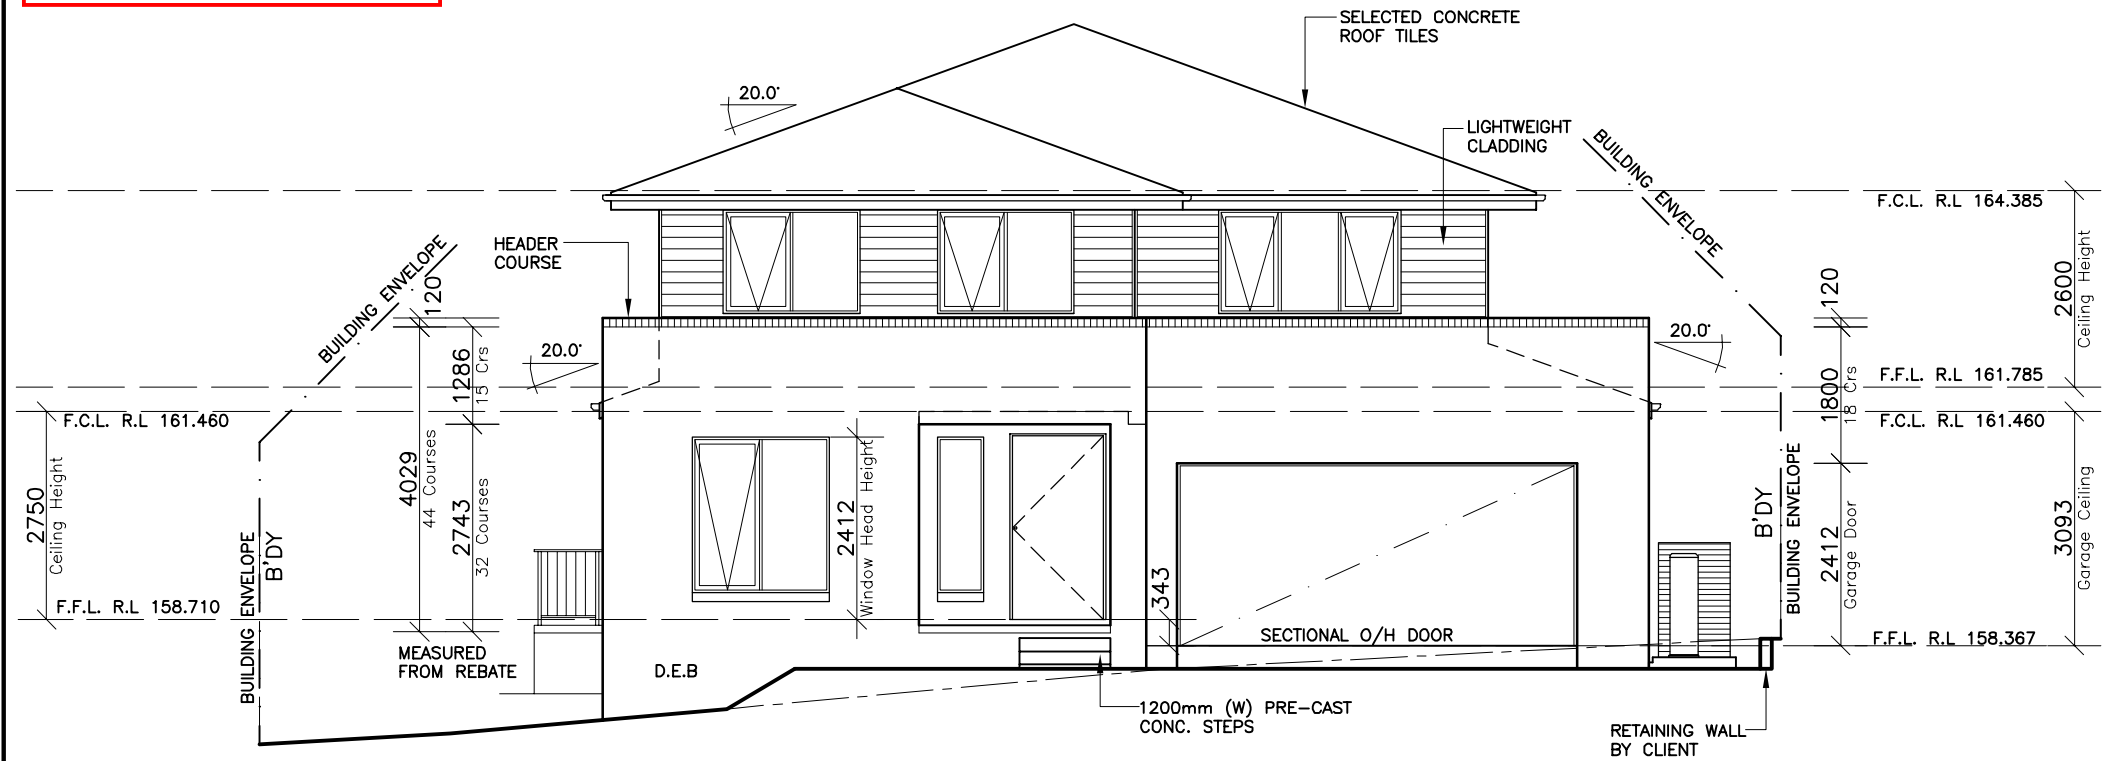 SELECTED CONCRETE
ROOF TILES
20.0°
LIGHTWEIGHT
CLADDING
BUILDING ENVELOPE
F.C.L. R.L 164.385
HEADER
COURSE
BUILDING ENVELOPE
120
2600
Ceiling Height
120
20.0°
20.0°
1286
15 Crs
F.F.L. R.L 161.785
1800
18 Crs
F.C.L. R.L 161.460
F.C.L. R.L 161.460
4029
44 Courses
2743
32 Courses
2750
Ceiling Height
2412
Window Head Height
BUILDING ENVELOPE
B'DY
B'DY
BUILDING ENVELOPE
2412
Garage Door
3093
Garage Ceiling
343
F.F.L. R.L 158.710
SECTIONAL O/H DOOR
F.F.L. R.L 158.367
MEASURED
FROM REBATE
D.E.B
1200mm (W) PRE-CAST
CONC. STEPS
RETAINING WALL
BY CLIENT